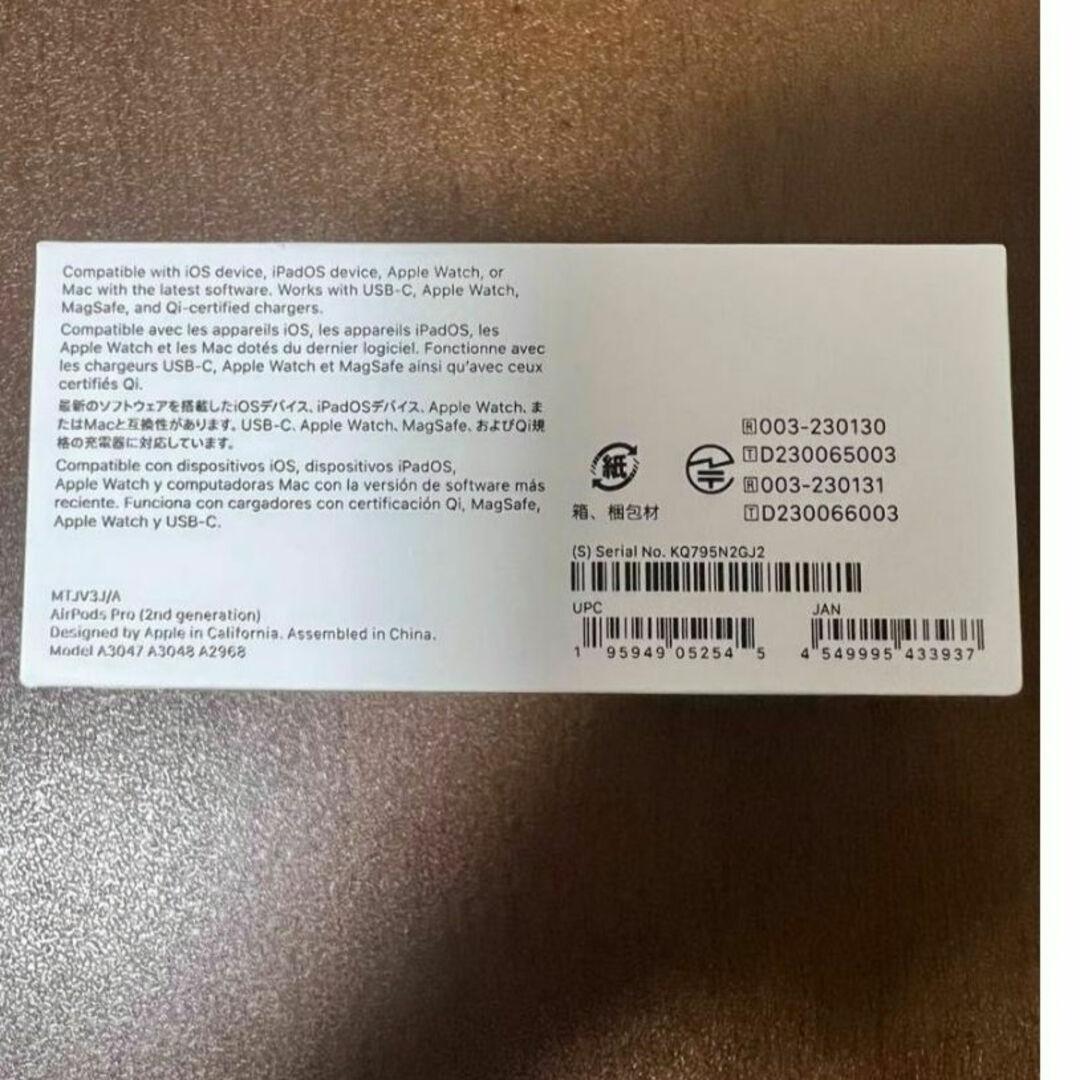 Compatible with iOS device, iPadOS device, Apple Watch, or
Mac with the latest software. Works with USB-C, Apple Watch,
MagSafe, and Qi-certified chargers.
Compatible avec les appareils iOS, les appareils iPadOS, les
Apple Watch et les Mac dotés du dernier logiciel. Fonctionne avec
les chargeurs USB-C, Apple Watch et MagSafe ainsi qu'avec ceux
certifiés Qi.
最新のソフトウェアを搭載したiOSデバイス、iPadOSデバイス、Apple Watch、ま
たはMacと互換性があります。USB-C、Apple Watch、MagSafe、およびQi規
格の充電器に対応しています。
Compatible con dispositivos iOS, dispositivos iPadOS,
Apple Watch y computadoras Mac con la versión de software más
reciente. Funciona con cargadores con certificación Qi, MagSafe,
Apple Watch y USB-C.
MTJV3J/A
AirPods Pro (2nd generation)
Designed by Apple in California. Assembled in China.
Model A3047 A3048 A2968
紙
箱、梱包材
R 003-230130
T D230065003
R 003-230131
T D230066003
(S) Serial No. KQ795N2GJ2
UPC
1 95949 05254 5
JAN
4 549995 433937